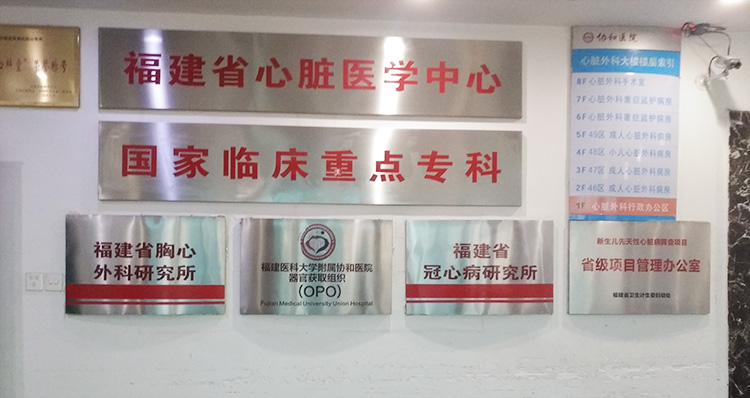 福建省心脏医学中心
国家临床重点专科
协和医院
心脏外科大楼楼层索引
8F 心脏外科手术室
7F 心脏外科重症监护病房
6F 心脏外科重症监护病房
5F 49区 成人心脏外科病房
4F 48区 小儿心脏外科病房
3F 47区 成人心脏外科病房
2F 46区 成人心脏外科病房
1F 心脏外科行政办公区
福建省胸心
外科研究所
福建医科大学附属协和医院
器官获取组织
(OPO)
Fujian Medical University Union Hospital
福建省
冠心病研究所
新生儿先天性心脏病筛查项目
省级项目管理办公室
福建省卫生计生委妇幼处